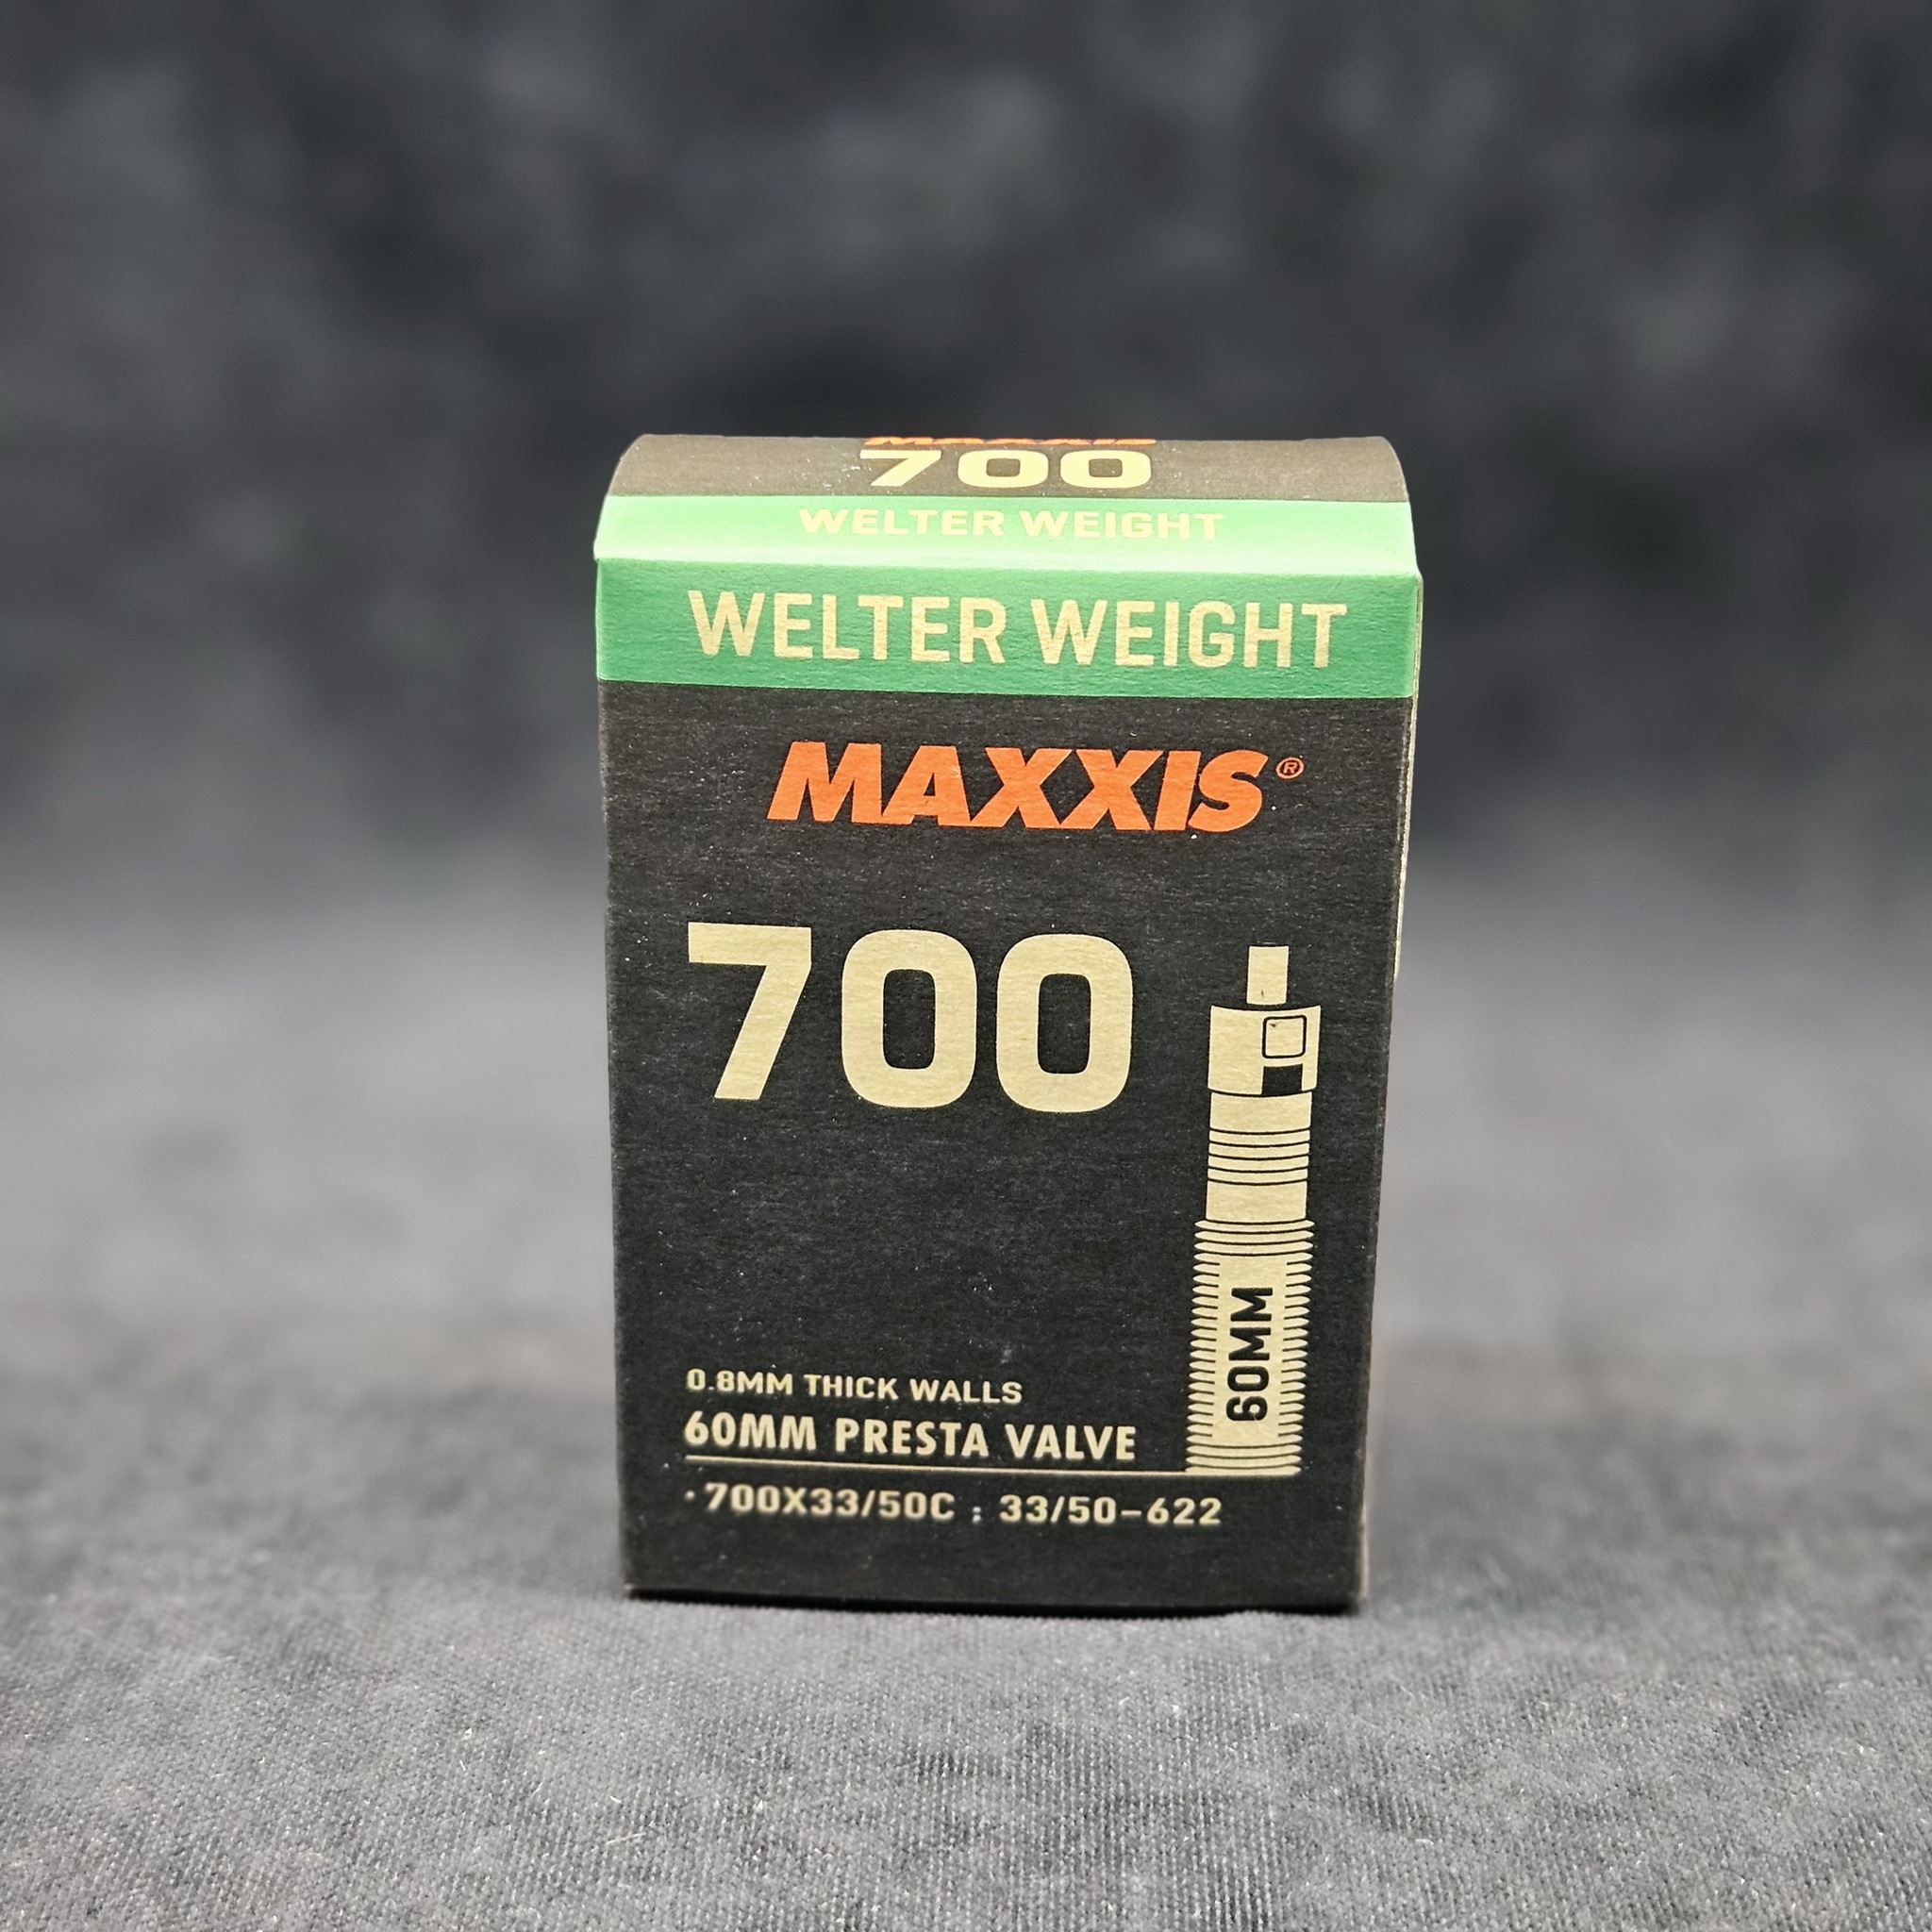 MAXXIS
700
WELTER WEIGHT
WELTER WEIGHT
MAXXIS®
700
60MM
0.8MM THICK WALLS
60MM PRESTA VALVE
·700X33/50C ; 33/50-622